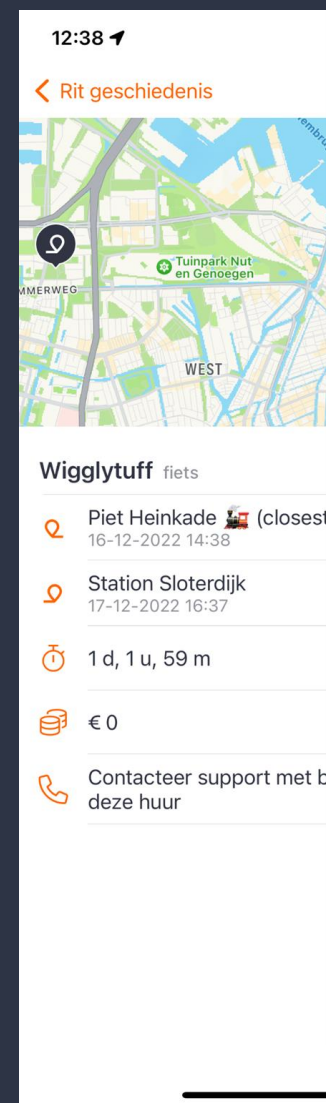 12:38
Rit geschiedenis
Tuinpark Nut
en Genoegen
WEST
Wigglytuff fiets
Piet Heinkade 🚂 (closest
16-12-2022 14:38
Station Sloterdijk
17-12-2022 16:37
1 d, 1 u, 59 m
€ 0
Contacteer support met
deze huur